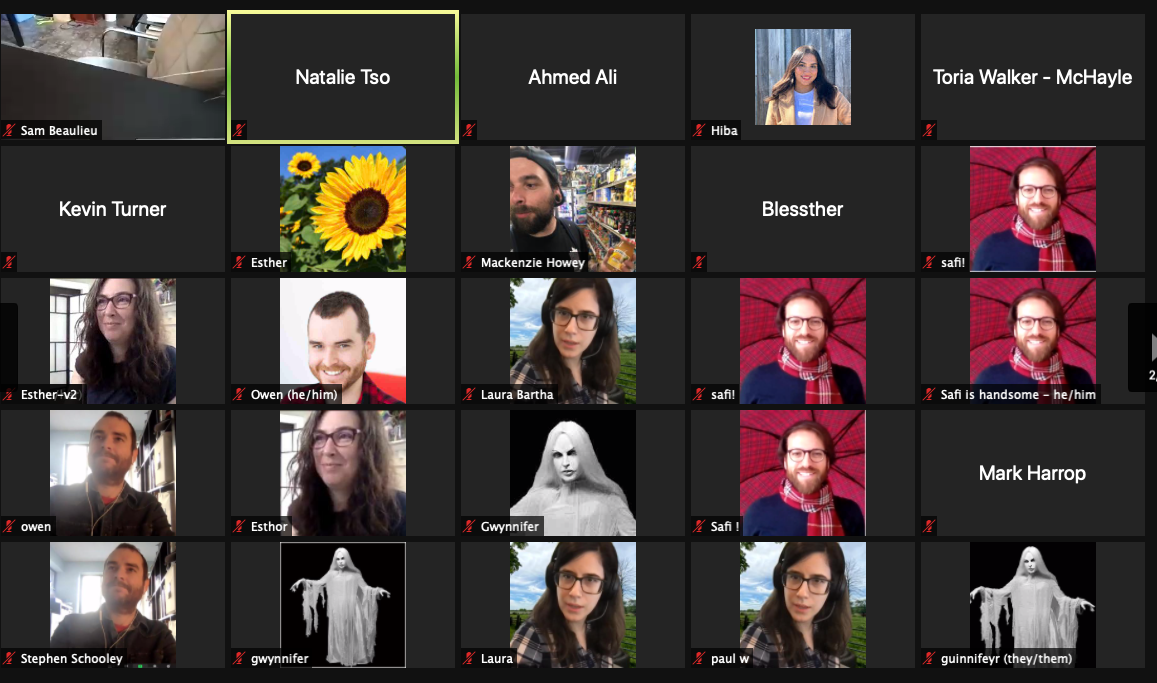 Sam Beaulieu
Natalie Tso
Ahmed Ali
Hiba
Toria Walker - McHayle
Kevin Turner
Esther
Mackenzie Howey
Blessther
safi!
Esther-v2
Owen (he/him)
Laura Bartha
safi!
Safi is handsome - he/him
2,
owen
Esthor
Gwynnifer
Safi !
Mark Harrop
Stephen Schooley
gwynnifer
Laura
paul w
guinnifeyr (they/them)